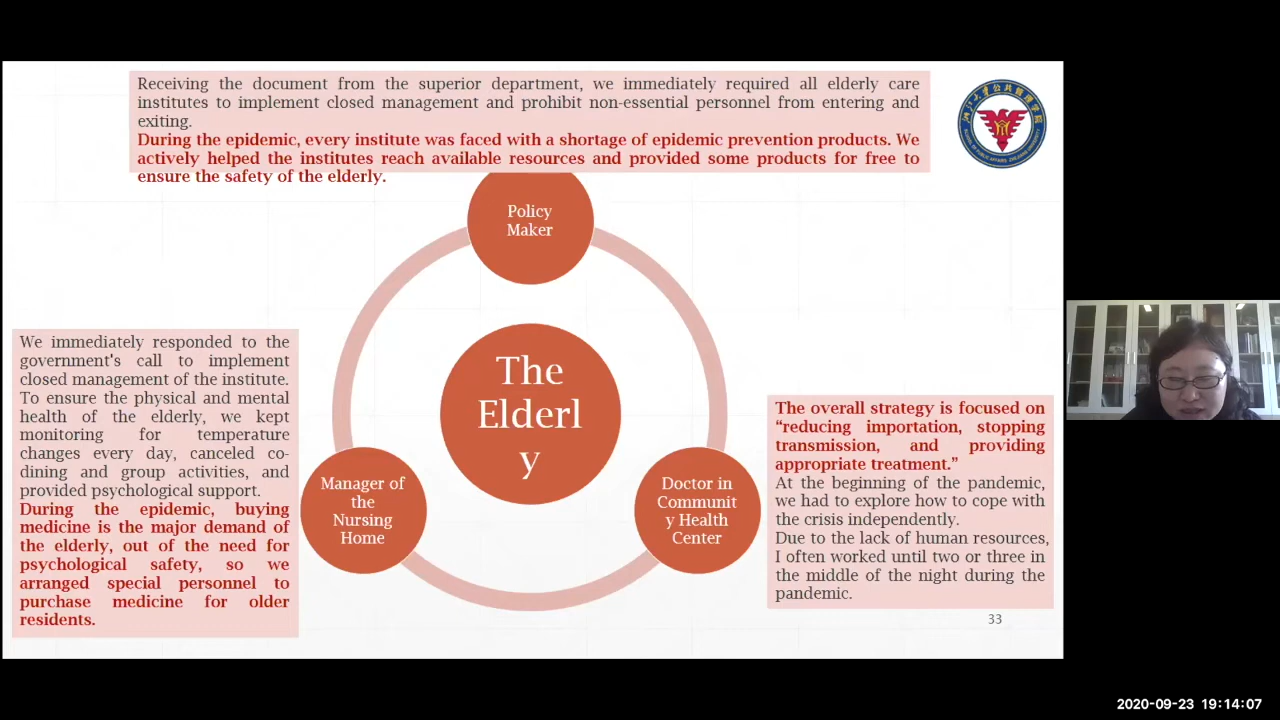 Receiving the document from the superior department, we immediately required all elderly care
institutes to implement closed management and prohibit non-essential personnel from entering and
exiting.
During the epidemic, every institute was faced with a shortage of epidemic prevention products. We
actively helped the institutes reach available resources and provided some products for free to
ensure the safety of the elderly.
Policy
Maker
We immediately responded to the
government's call to implement
closed management of the institute.
To ensure the physical and mental
health of the elderly, we kept
monitoring for temperature
changes every day, canceled co-
dining and group activities, and
provided psychological support.
During the epidemic, buying
medicine is the major demand of
the elderly, out of the need for
psychological safety, so we
arranged special personnel to
purchase medicine for older
residents.
The
Elderl
y
Manager of
the
Nursing
Home
Doctor in
Communit
y Health
Center
The overall strategy is focused on
“reducing importation, stopping
transmission, and providing
appropriate treatment.”
At the beginning of the pandemic,
we had to explore how to cope with
the crisis independently.
Due to the lack of human resources,
I often worked until two or three in
the middle of the night during the
pandemic.
33
2020-09-23 19:14:07